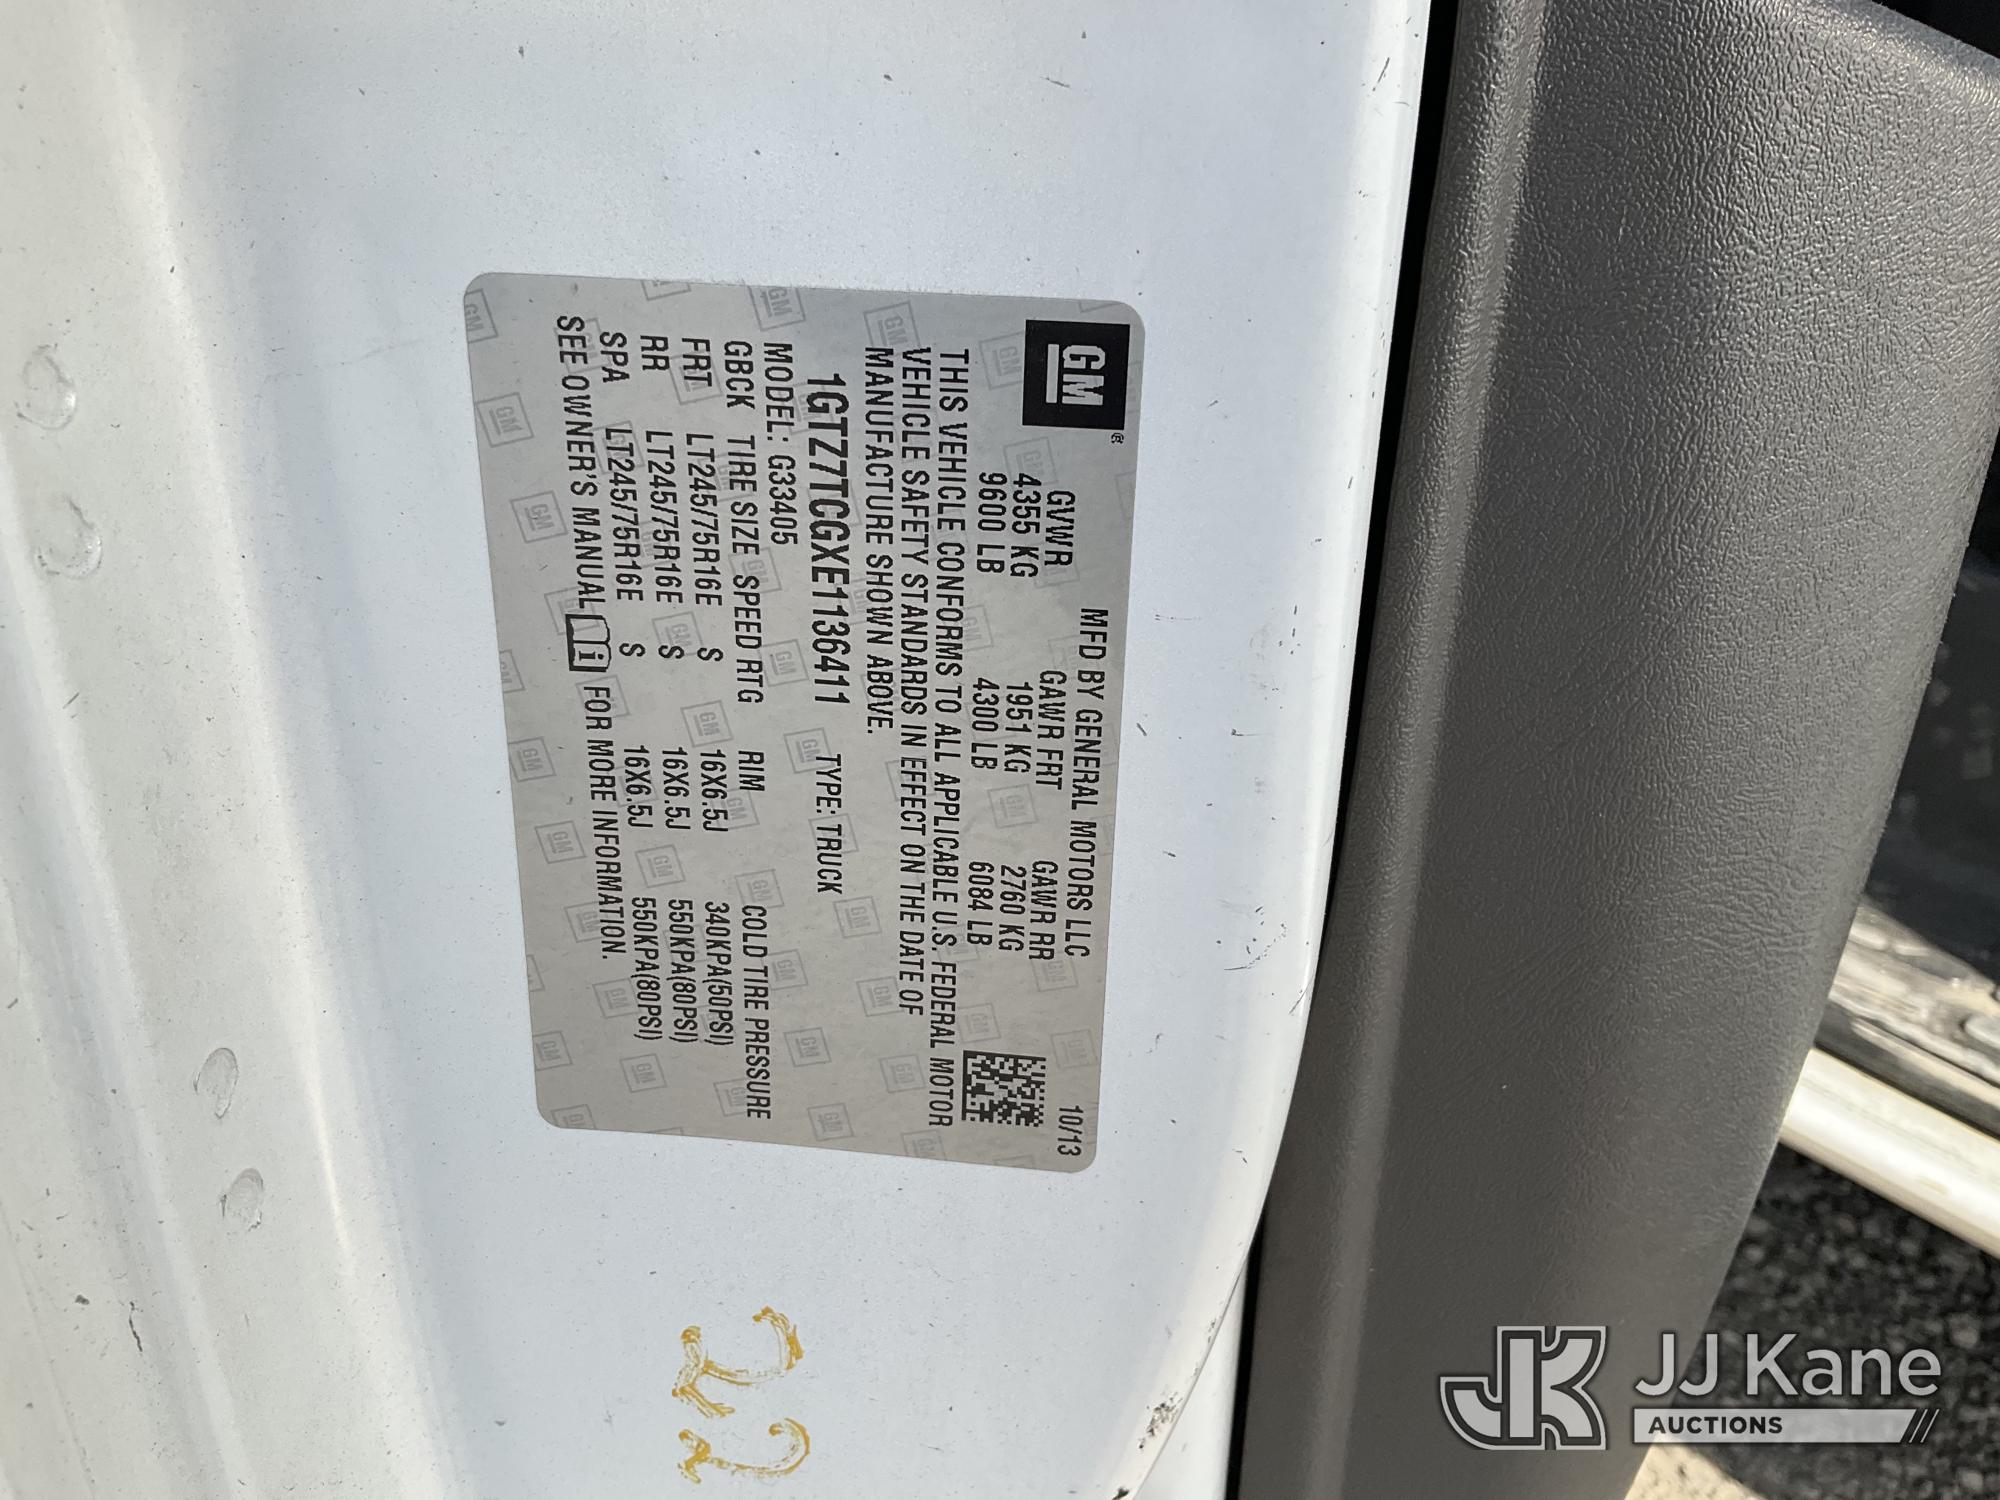 GM®
MFD BY GENERAL MOTORS LLC 10/13
GVWR GAWR FRT GAWR RR
4355 KG 1951 KG 2760 KG
9600 LB 4300 LB 6084 LB
THIS VEHICLE CONFORMS TO ALL APPLICABLE U.S. FEDERAL MOTOR
VEHICLE SAFETY STANDARDS IN EFFECT ON THE DATE OF
MANUFACTURE SHOWN ABOVE.
1GTZ7TCGXE1136411 TYPE: TRUCK
MODEL: G33405
GBCK TIRE SIZE SPEED RTG RIM COLD TIRE PRESSURE
FRT LT245/75R16E S 16X6.5J 340KPA(50PSI)
RR LT245/75R16E S 16X6.5J 550KPA(80PSI)
SPA LT245/75R16E S 16X6.5J 550KPA(80PSI)
SEE OWNER'S MANUAL i FOR MORE INFORMATION.
22
JK JJ Kane
AUCTIONS